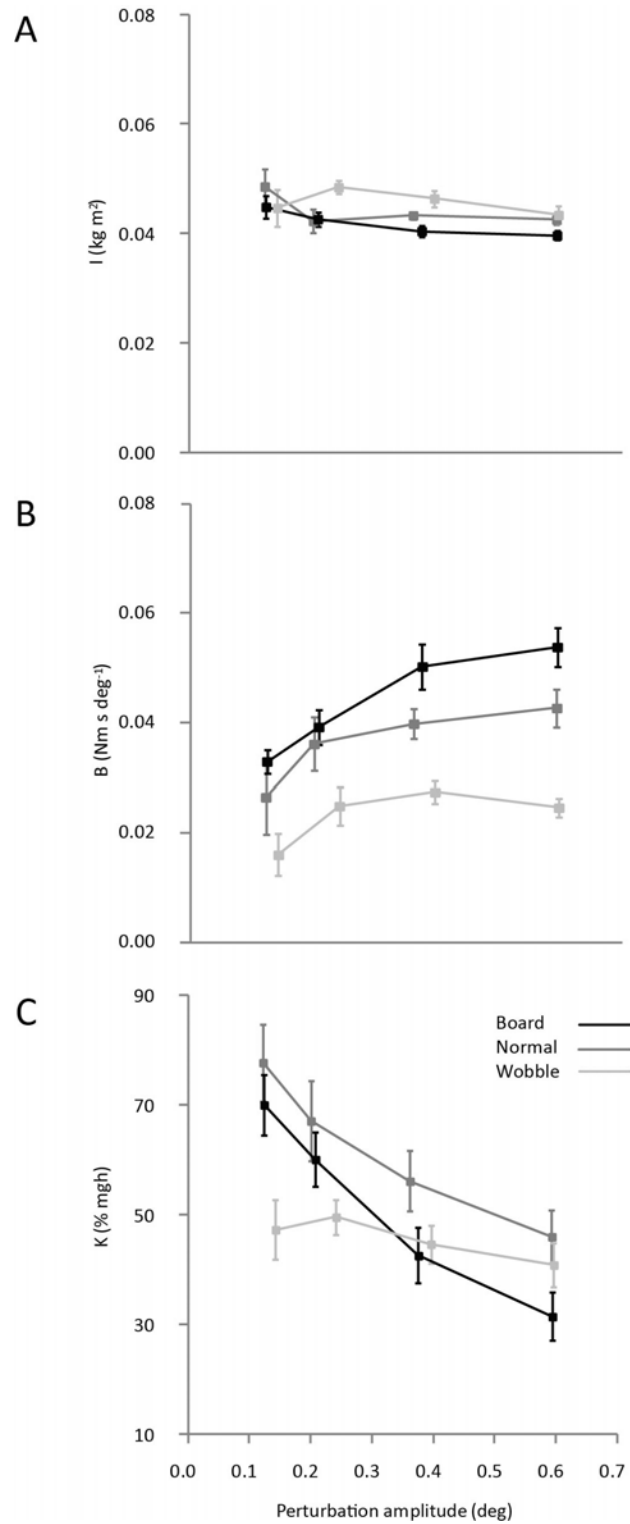 A
0.08
0.06
0.04
0.02
0.00
I (kg m²)
B
0.08
0.06
0.04
0.02
0.00
B (Nm s deg⁻¹)
C
90
70
50
30
10
K (% mgh)
Board
Normal
Wobble
0.0 0.1 0.2 0.3 0.4 0.5 0.6 0.7
Perturbation amplitude (deg)